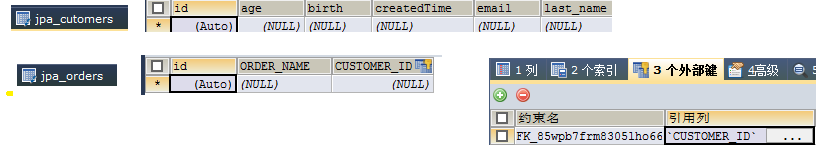 jpa_cutomers
id age birth createdTime email last_name
* (Auto) (NULL) (NULL) (NULL) (NULL) (NULL)
jpa_orders
id ORDER_NAME CUSTOMER_ID
* (Auto) (NULL) (NULL)
1 列 2 个索引 3 个外部键 4高级
约束名 引用列
FK_85wpb7frm8305lho66 `CUSTOMER_ID` ...